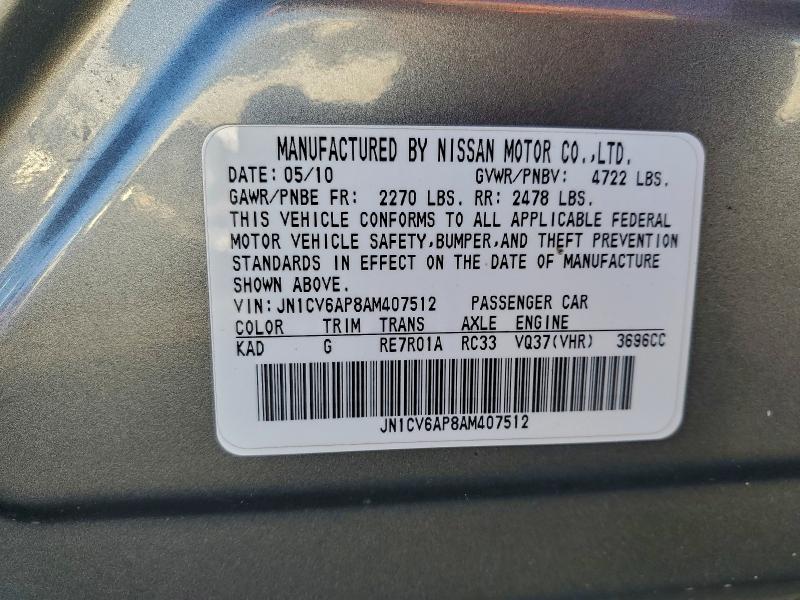 MANUFACTURED BY NISSAN MOTOR CO.,LTD.
DATE: 05/10 GVWR/PNBV: 4722 LBS.
GAWR/PNBE FR: 2270 LBS. RR: 2478 LBS.
THIS VEHICLE CONFORMS TO ALL APPLICABLE FEDERAL
MOTOR VEHICLE SAFETY,BUMPER,AND THEFT PREVENTION
STANDARDS IN EFFECT ON THE DATE OF MANUFACTURE
SHOWN ABOVE.
VIN:JN1CV6AP8AM407512 PASSENGER CAR
COLOR TRIM TRANS AXLE ENGINE
KAD G RE7R01A RC33 VQ37(VHR) 3696CC
JN1CV6AP8AM407512